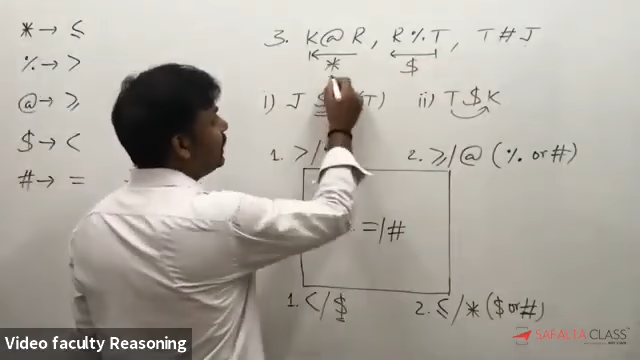 * → ≤
% → >
@ → ≥
$ → <
# → =
3. K@R, R%T, T#J
*
$
i) J $ T) ii) T $ K
1. >/ 2. ≥/@ (% or #)
=/#
1. </$ 2. ≤/* ($ or #)
SAFALTA CLASS
Video faculty Reasoning